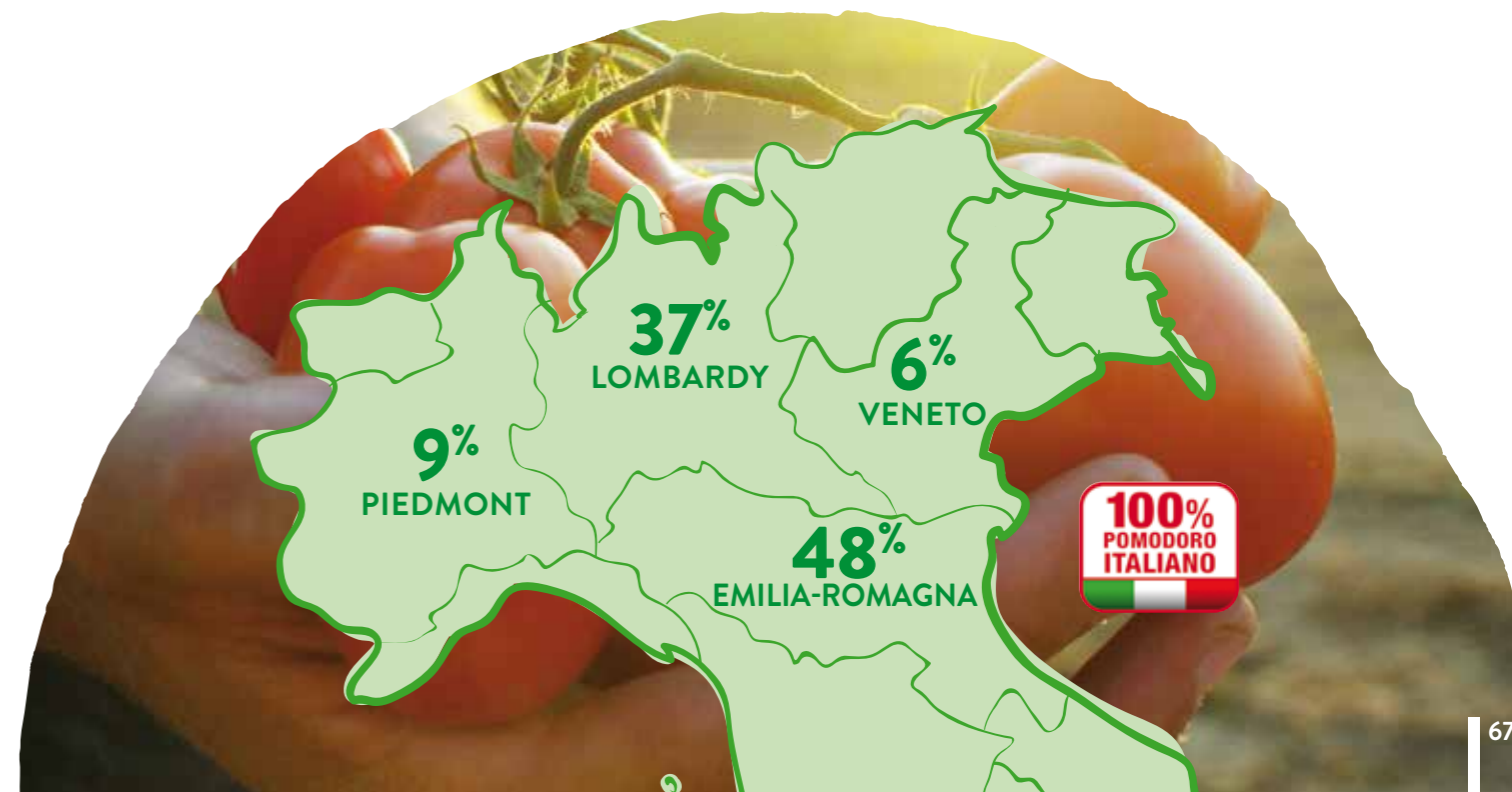 37%
LOMBARDY
6%
VENETO
9%
PIEDMONT
100%
POMODORO
ITALIANO
48%
EMILIA-ROMAGNA
67